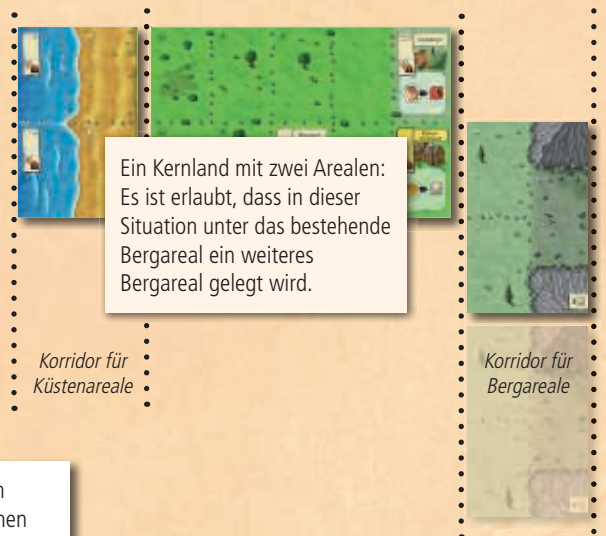 Ein Kernland mit zwei Arealen:
Es ist erlaubt, dass in dieser
Situation unter das bestehende
Bergareal ein weiteres
Bergareal gelegt wird.
Korridor für
Küstenareale
Korridor für
Bergareale